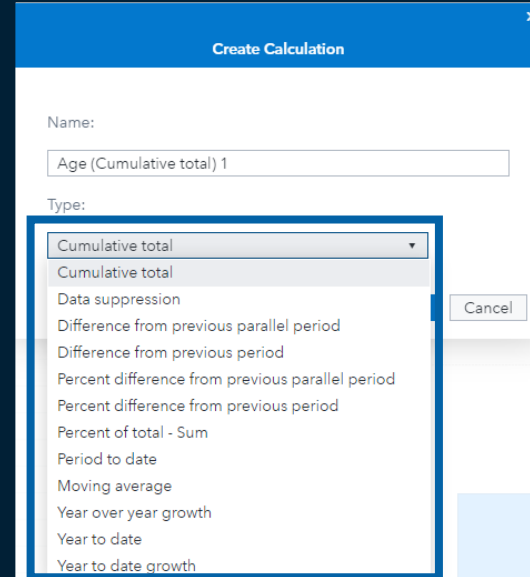 Create Calculation
Name:
Age (Cumulative total) 1
Type:
Cumulative total
Cumulative total
Data suppression
Difference from previous parallel period
Difference from previous period
Percent difference from previous parallel period
Percent difference from previous period
Percent of total - Sum
Period to date
Moving average
Year over year growth
Year to date
Year to date growth
Cancel